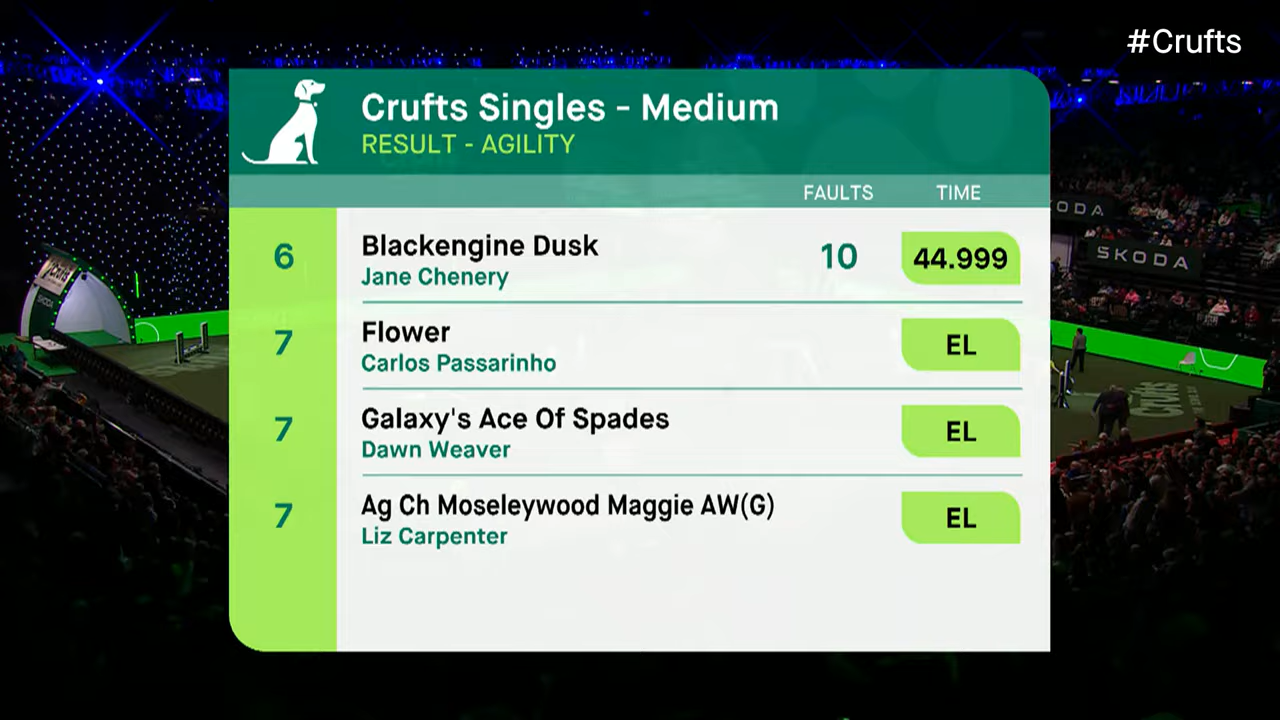 #Crufts
Crufts Singles - Medium
RESULT - AGILITY
FAULTS TIME
6 Blackengine Dusk 10 44.999
Jane Chenery
7 Flower EL
Carlos Passarinho
7 Galaxy's Ace Of Spades EL
Dawn Weaver
7 Ag Ch Moseleywood Maggie AW(G) EL
Liz Carpenter
SKODA
SKODA
Crufts